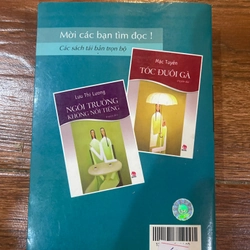 Mời các bạn tìm đọc !
Các sách tái bản trọn bộ
Mạc Tuyền
TÓC ĐUÔI GÀ
Lưu Thị Lương
NGÔI TRƯỜNG
KHÔNG NỔI TIẾNG